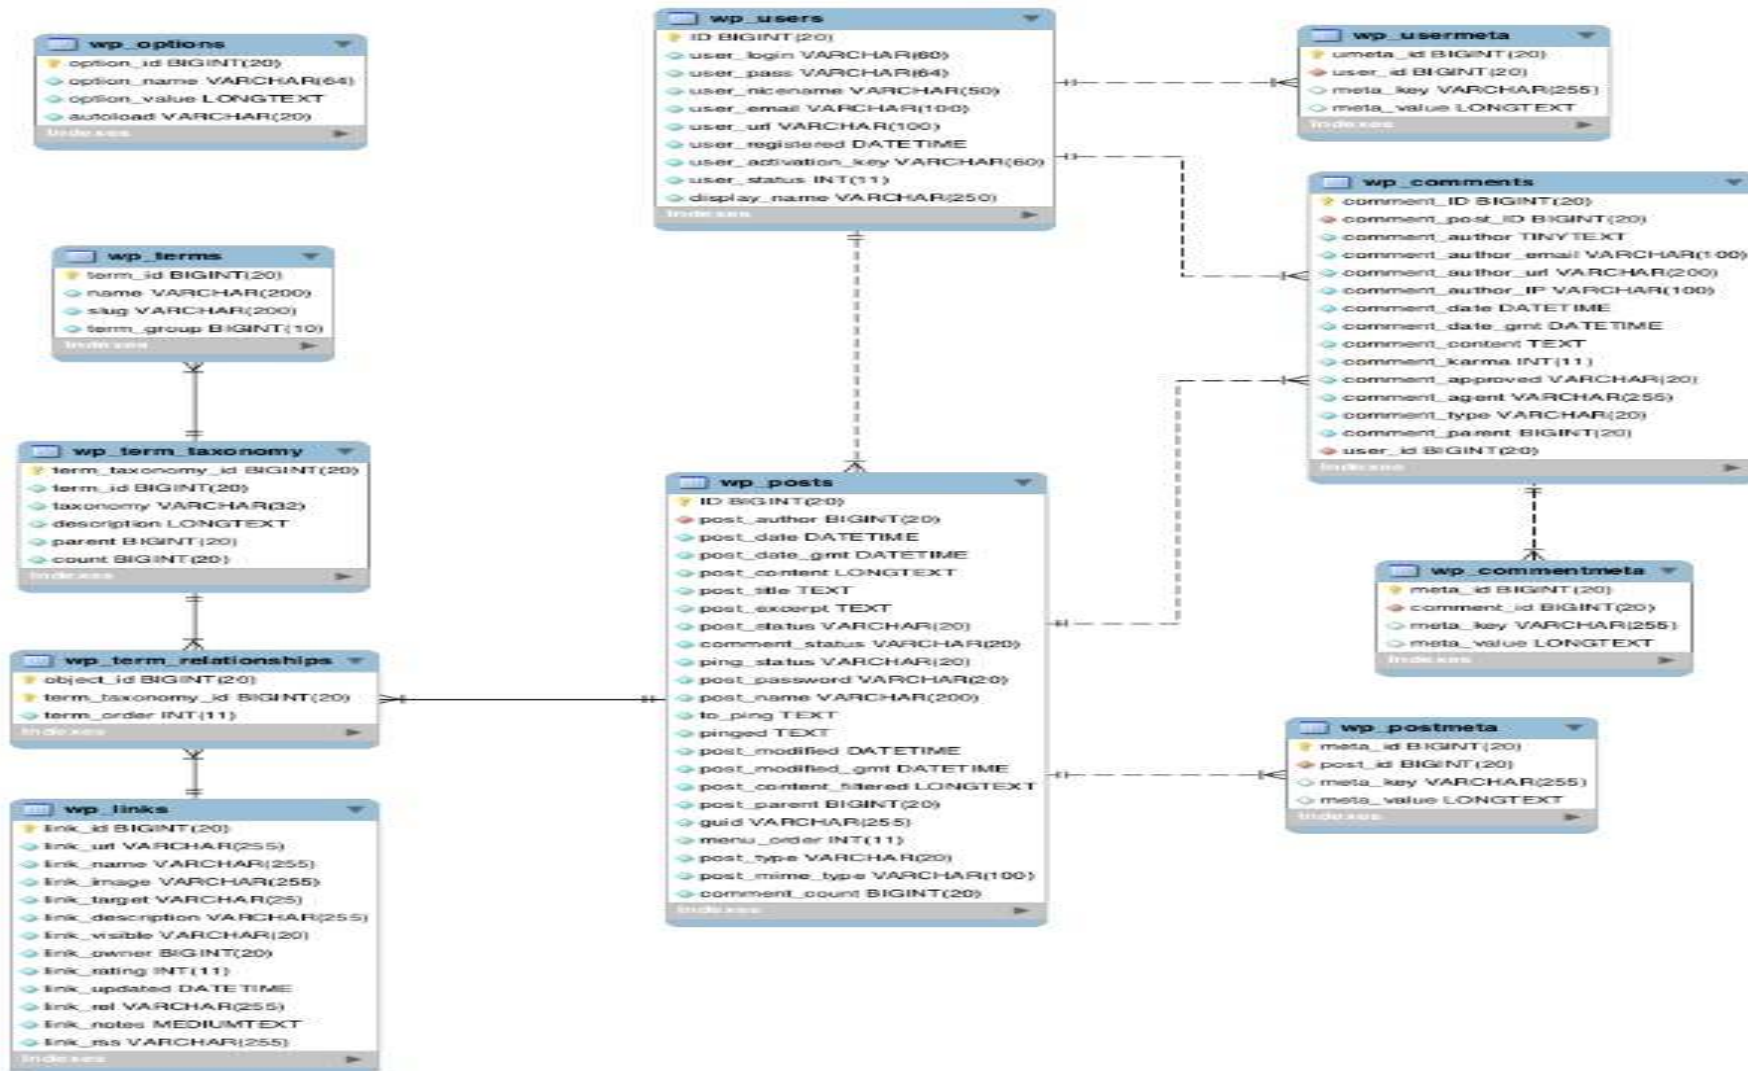 wp_options
option_id BIGINT(20)
option_name VARCHAR(64)
option_value LONGTEXT
autoload VARCHAR(20)
Indexes
wp_users
ID BIGINT(20)
user_login VARCHAR(60)
user_pass VARCHAR(64)
user_nicename VARCHAR(50)
user_email VARCHAR(100)
user_url VARCHAR(100)
user_registered DATETIME
user_activation_key VARCHAR(60)
user_status INT(11)
display_name VARCHAR(250)
Indexes
wp_usermeta
umeta_id BIGINT(20)
user_id BIGINT(20)
meta_key VARCHAR(255)
meta_value LONGTEXT
Indexes
wp_comments
comment_ID BIGINT(20)
comment_post_ID BIGINT(20)
comment_author TINYTEXT
comment_author_email VARCHAR(100)
comment_author_url VARCHAR(200)
comment_author_IP VARCHAR(100)
comment_date DATETIME
comment_date_gmt DATETIME
comment_content TEXT
comment_karma INT(11)
comment_approved VARCHAR(20)
comment_agent VARCHAR(255)
comment_type VARCHAR(20)
comment_parent BIGINT(20)
user_id BIGINT(20)
Indexes
wp_terms
term_id BIGINT(20)
name VARCHAR(200)
slug VARCHAR(200)
term_group BIGINT(10)
Indexes
wp_term_taxonomy
term_taxonomy_id BIGINT(20)
term_id BIGINT(20)
taxonomy VARCHAR(32)
description LONGTEXT
parent BIGINT(20)
count BIGINT(20)
Indexes
wp_posts
ID BIGINT(20)
post_author BIGINT(20)
post_date DATETIME
post_date_gmt DATETIME
post_content LONGTEXT
post_title TEXT
post_excerpt TEXT
post_status VARCHAR(20)
comment_status VARCHAR(20)
ping_status VARCHAR(20)
post_password VARCHAR(20)
post_name VARCHAR(200)
to_ping TEXT
pinged TEXT
post_modified DATETIME
post_modified_gmt DATETIME
post_content_filtered LONGTEXT
post_parent BIGINT(20)
guid VARCHAR(255)
menu_order INT(11)
post_type VARCHAR(20)
post_mime_type VARCHAR(100)
comment_count BIGINT(20)
Indexes
wp_commentmeta
meta_id BIGINT(20)
comment_id BIGINT(20)
meta_key VARCHAR(255)
meta_value LONGTEXT
Indexes
wp_term_relationships
object_id BIGINT(20)
term_taxonomy_id BIGINT(20)
term_order INT(11)
Indexes
wp_postmeta
meta_id BIGINT(20)
post_id BIGINT(20)
meta_key VARCHAR(255)
meta_value LONGTEXT
Indexes
wp_links
link_id BIGINT(20)
link_url VARCHAR(255)
link_name VARCHAR(255)
link_image VARCHAR(255)
link_target VARCHAR(25)
link_description VARCHAR(255)
link_visible VARCHAR(20)
link_owner BIGINT(20)
link_rating INT(11)
link_updated DATETIME
link_rel VARCHAR(255)
link_notes MEDIUMTEXT
link_rss VARCHAR(255)
Indexes